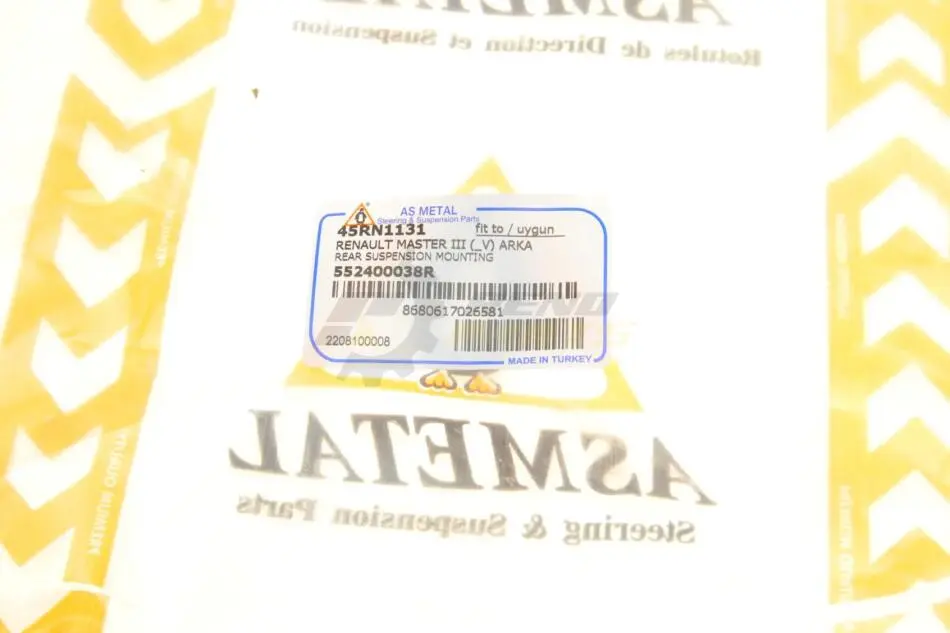 ASMETAL
Rotules de Direction et Suspension
AS METAL
Steering & Suspension Parts
45RN1131 fit to / uygun
RENAULT MASTER III (_V) ARKA
REAR SUSPENSION MOUNTING
552400038R
8680617026581
2208100008
MADE IN TURKEY
ASMETAL
Steering & Suspension Parts